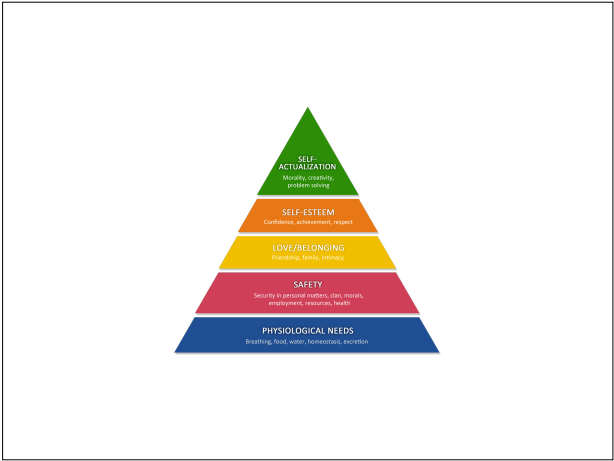 SELF-
ACTUALIZATION
Morality, creativity,
problem solving
SELF-ESTEEM
Confidence, achievement, respect
LOVE/BELONGING
Friendship, family, intimacy
SAFETY
Security in personal matters, clan, morals,
employment, resources, health
PHYSIOLOGICAL NEEDS
Breathing, food, water, homeostasis, excretion